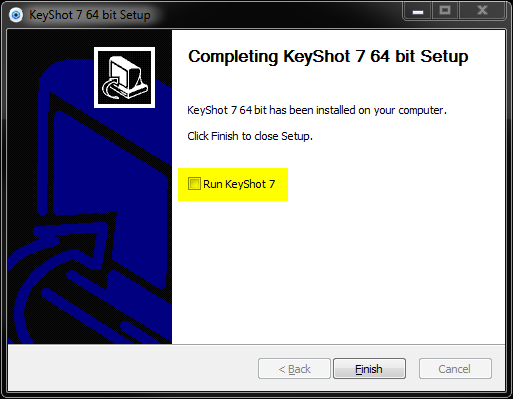 KeyShot 7 64 bit Setup
Completing KeyShot 7 64 bit Setup
KeyShot 7 64 bit has been installed on your computer.
Click Finish to close Setup.
Run KeyShot 7
< Back Finish Cancel